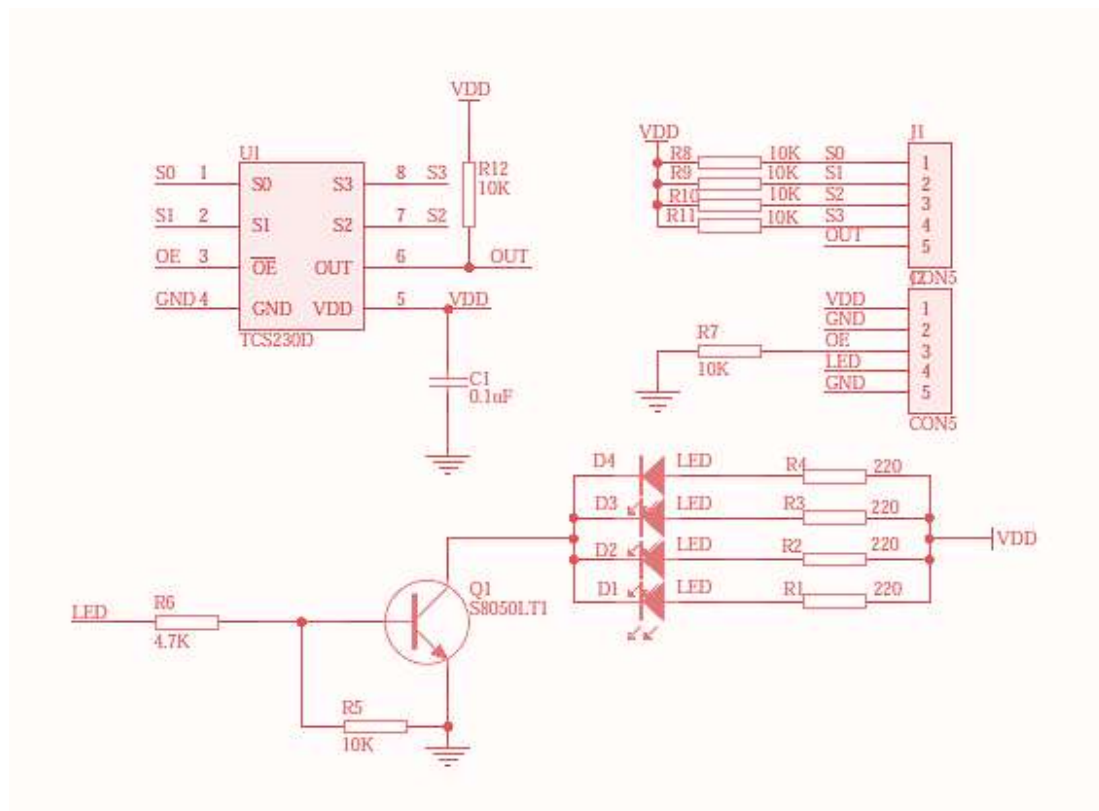 VDD
U1
S0 1 S0 S3 8 S3
S1 2 S1 S2 7 S2
OE 3 OE OUT 6 OUT
GND 4 GND VDD 5 VDD
TCS230D
R12
10K
C1
0.1uF
VDD
J1
R8 10K S0 1
R9 10K S1 2
R10 10K S2 3
R11 10K S3 4
OUT 5
CON5
VDD 1
GND 2
R7 OE 3
10K LED 4
GND 5
CON5
D4 LED R4 220
D3 LED R3 220
VDD
D2 LED R2 220
D1 LED R1 220
Q1
S8050LT1
LED R6
4.7K
R5
10K